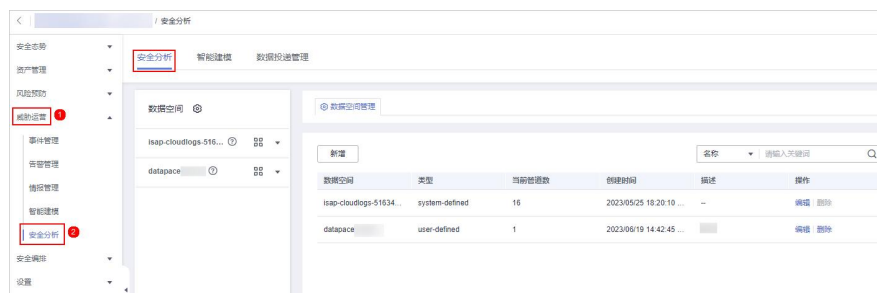 / 安全分析
安全态势
资产管理
风险预防
威胁运营 1
事件管理
告警管理
情报管理
智能建模
安全分析 2
安全编排
设置
安全分析 智能建模 数据投递管理
数据空间
isap-cloudlogs-516...
datapace
数据空间管理
新增
名称 请输入关键词
数据空间 类型 当前管道数 创建时间 描述 操作
isap-cloudlogs-51634... system-defined 16 2023/05/25 18:20:10 ... -- 编辑 删除
datapace user-defined 1 2023/06/19 14:42:45 ... 编辑 删除